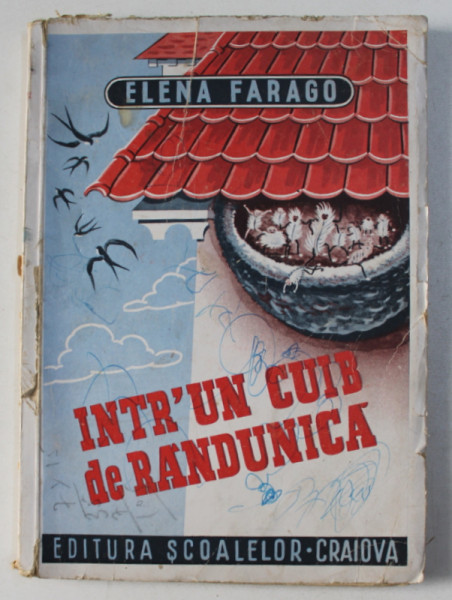 ELENA FARAGO
INTR'UN CUIB
de RANDUNICA
EDITURA ȘCOALELOR • CRAIOVA